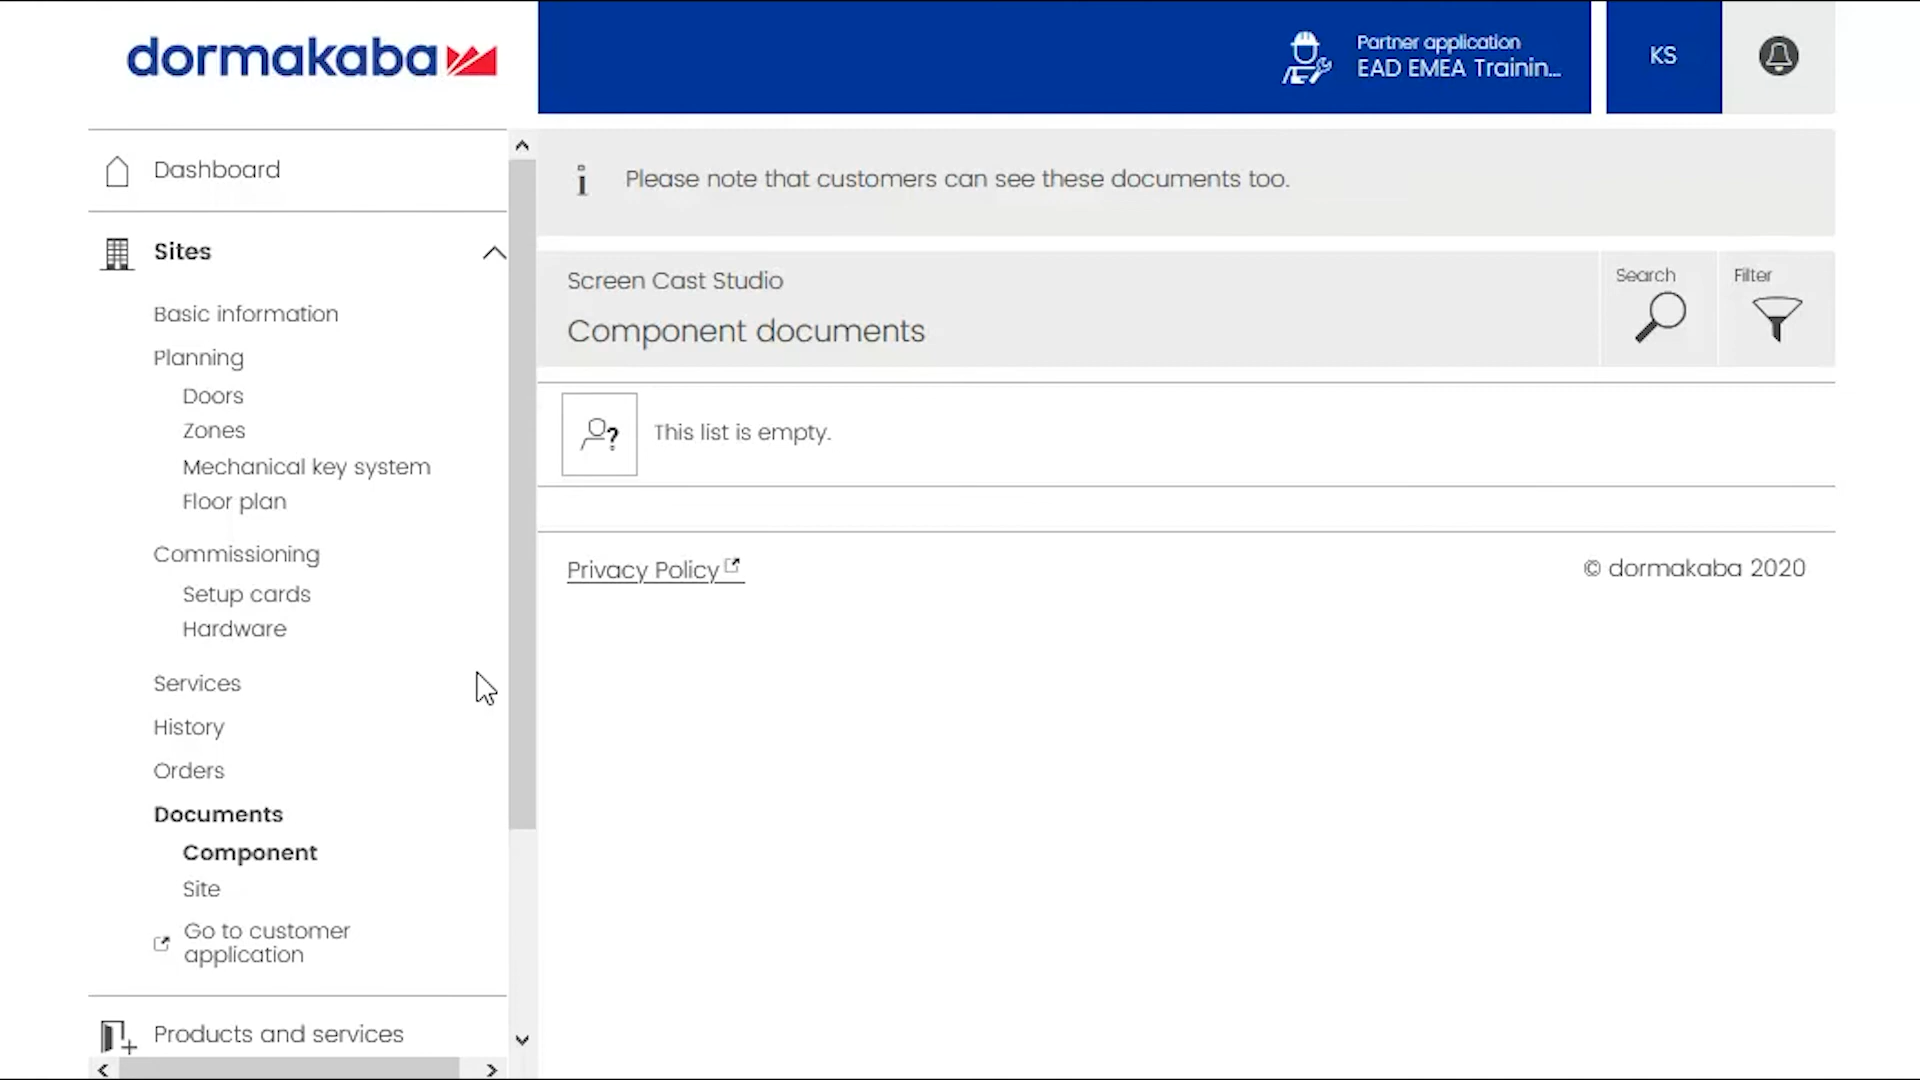 dormakaba
Partner application
EAD EMEA Trainin...
KS
Dashboard
Sites
Basic information
Planning
Doors
Zones
Mechanical key system
Floor plan
Commissioning
Setup cards
Hardware
Services
History
Orders
Documents
Component
Site
Go to customer
application
Products and services
Please note that customers can see these documents too.
Screen Cast Studio
Component documents
Search
Filter
This list is empty.
Privacy Policy
© dormakaba 2020